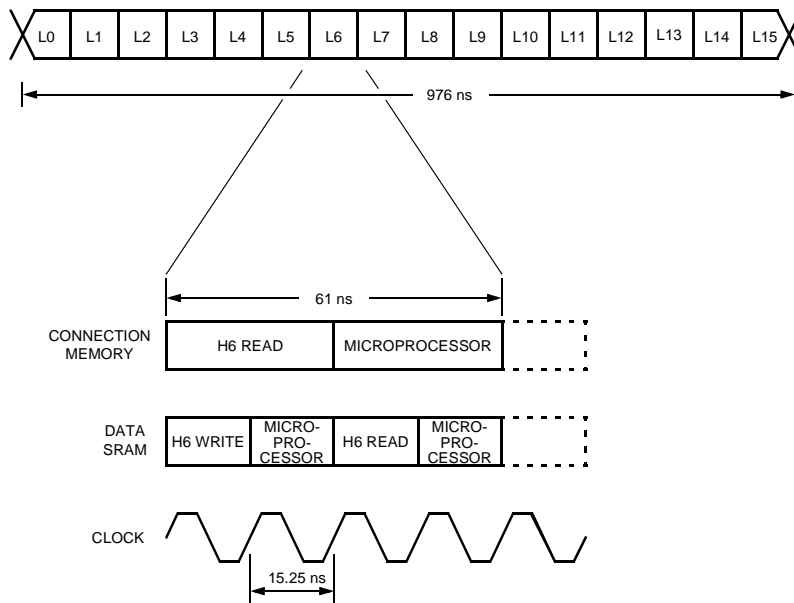 L0 L1 L2 L3 L4 L5 L6 L7 L8 L9 L10 L11 L12 L13 L14 L15
976 ns
61 ns
CONNECTION
MEMORY
H6 READ MICROPROCESSOR
DATA
SRAM
H6 WRITE
MICRO-
PRO-
CESSOR
H6 READ
MICRO-
PRO-
CESSOR
CLOCK
15.25 ns